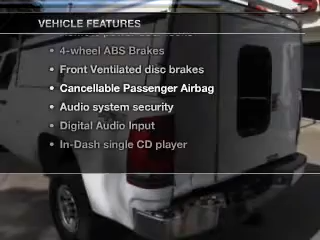 VEHICLE FEATURES
4-wheel ABS Brakes
Front Ventilated disc brakes
Cancellable Passenger Airbag
Audio system security
Digital Audio Input
In-Dash single CD player